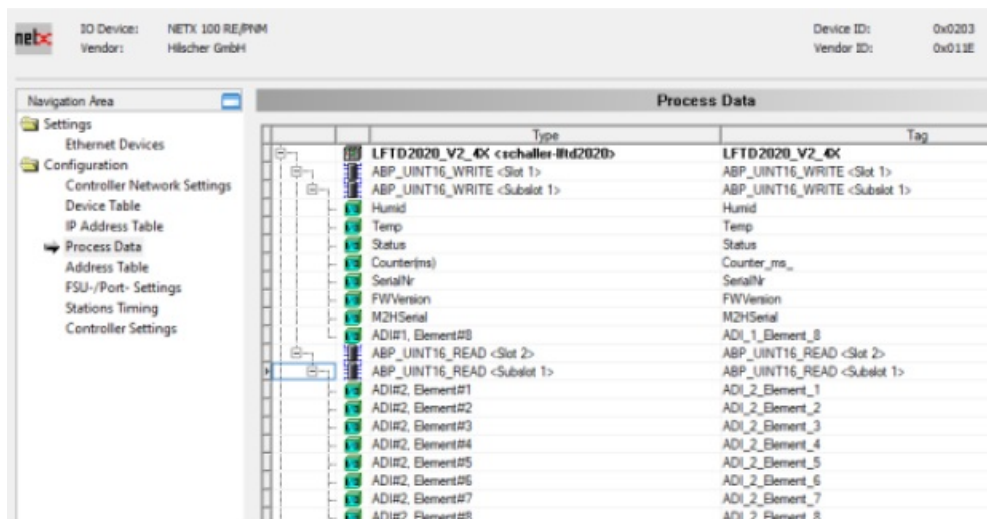 netx IO Device: NETX 100 RE/PNM Device ID: 0x0203
Vendor: Hilscher GmbH Vendor ID: 0x011E
Navigation Area
Settings
Ethernet Devices
Configuration
Controller Network Settings
Device Table
IP Address Table
Process Data
Address Table
FSU-/Port- Settings
Stations Timing
Controller Settings
Process Data
Type Tag
LFTD2020_V2_4X <schaller-lftd2020> LFTD2020_V2_4X
ABP_UINT16_WRITE <Slot 1> ABP_UINT16_WRITE <Slot 1>
ABP_UINT16_WRITE <Subslot 1> ABP_UINT16_WRITE <Subslot 1>
Humid Humid
Temp Temp
Status Status
Counter(ms) Counter_ms_
SerialNr SerialNr
FWVersion FWVersion
M2HSerial M2HSerial
ADI#1, Element#8 ADI_1_Element_8
ABP_UINT16_READ <Slot 2> ABP_UINT16_READ <Slot 2>
ABP_UINT16_READ <Subslot 1> ABP_UINT16_READ <Subslot 1>
ADI#2, Element#1 ADI_2_Element_1
ADI#2, Element#2 ADI_2_Element_2
ADI#2, Element#3 ADI_2_Element_3
ADI#2, Element#4 ADI_2_Element_4
ADI#2, Element#5 ADI_2_Element_5
ADI#2, Element#6 ADI_2_Element_6
ADI#2, Element#7 ADI_2_Element_7
ADI#2, Element#8 ADI_2_Element_8